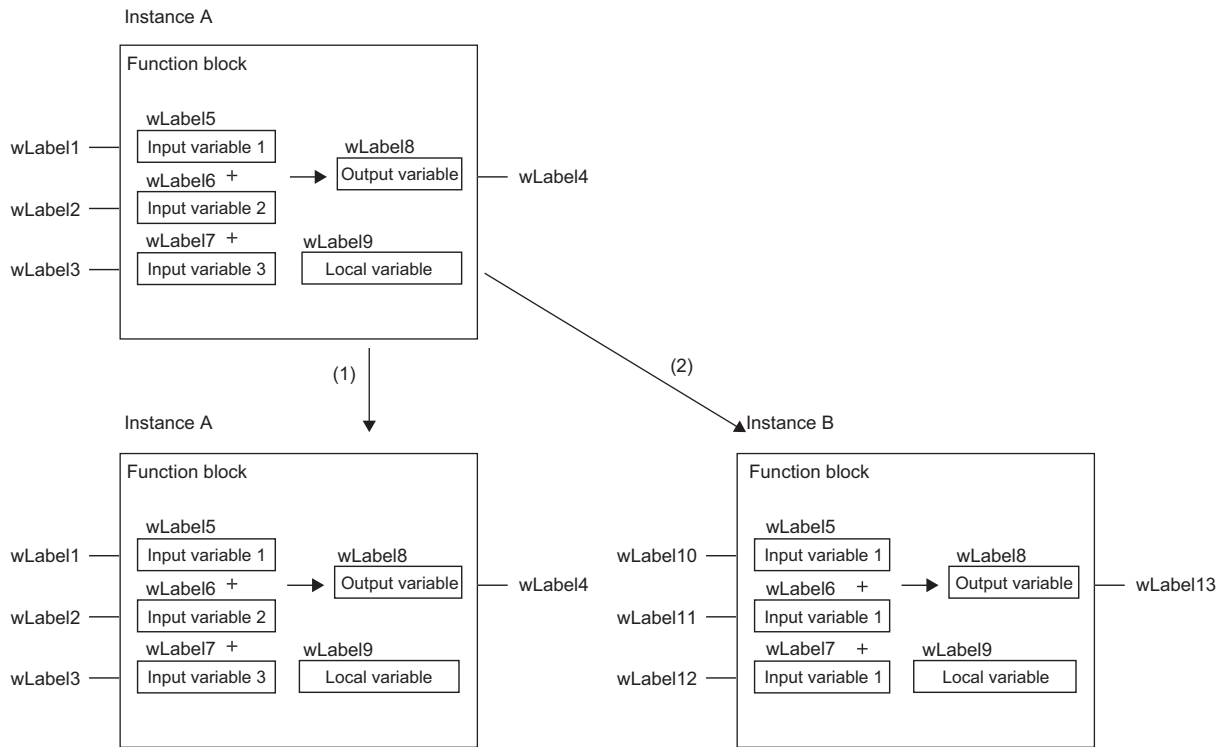 Instance A
Function block
wLabel5
wLabel1
Input variable 1
wLabel8
wLabel6 +
Output variable
wLabel4
wLabel2
Input variable 2
wLabel7 +
wLabel9
wLabel3
Input variable 3
Local variable
(1)
(2)
Instance A
Function block
wLabel5
wLabel1
Input variable 1
wLabel8
wLabel6 +
Output variable
wLabel4
wLabel2
Input variable 2
wLabel7 +
wLabel9
wLabel3
Input variable 3
Local variable
Instance B
Function block
wLabel5
wLabel10
Input variable 1
wLabel8
wLabel6 +
Output variable
wLabel13
wLabel11
Input variable 1
wLabel7 +
wLabel9
wLabel12
Input variable 1
Local variable